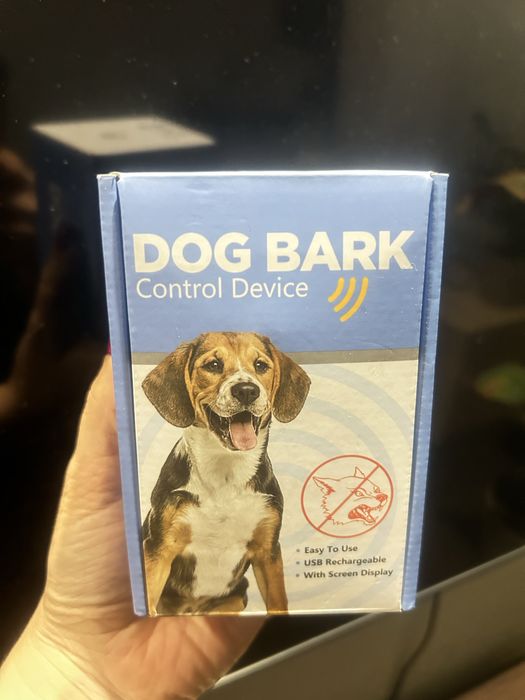 DOG BARK
Control Device
• Easy To Use
• USB Rechargeable
• With Screen Display